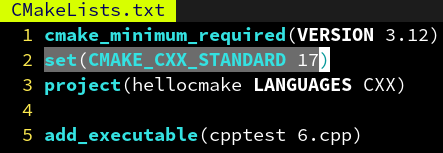 CMakeLists.txt
1 cmake_minimum_required(VERSION 3.12)
2 set(CMAKE_CXX_STANDARD 17)
3 project(hellocmake LANGUAGES CXX)
4
5 add_executable(cpptest 6.cpp)